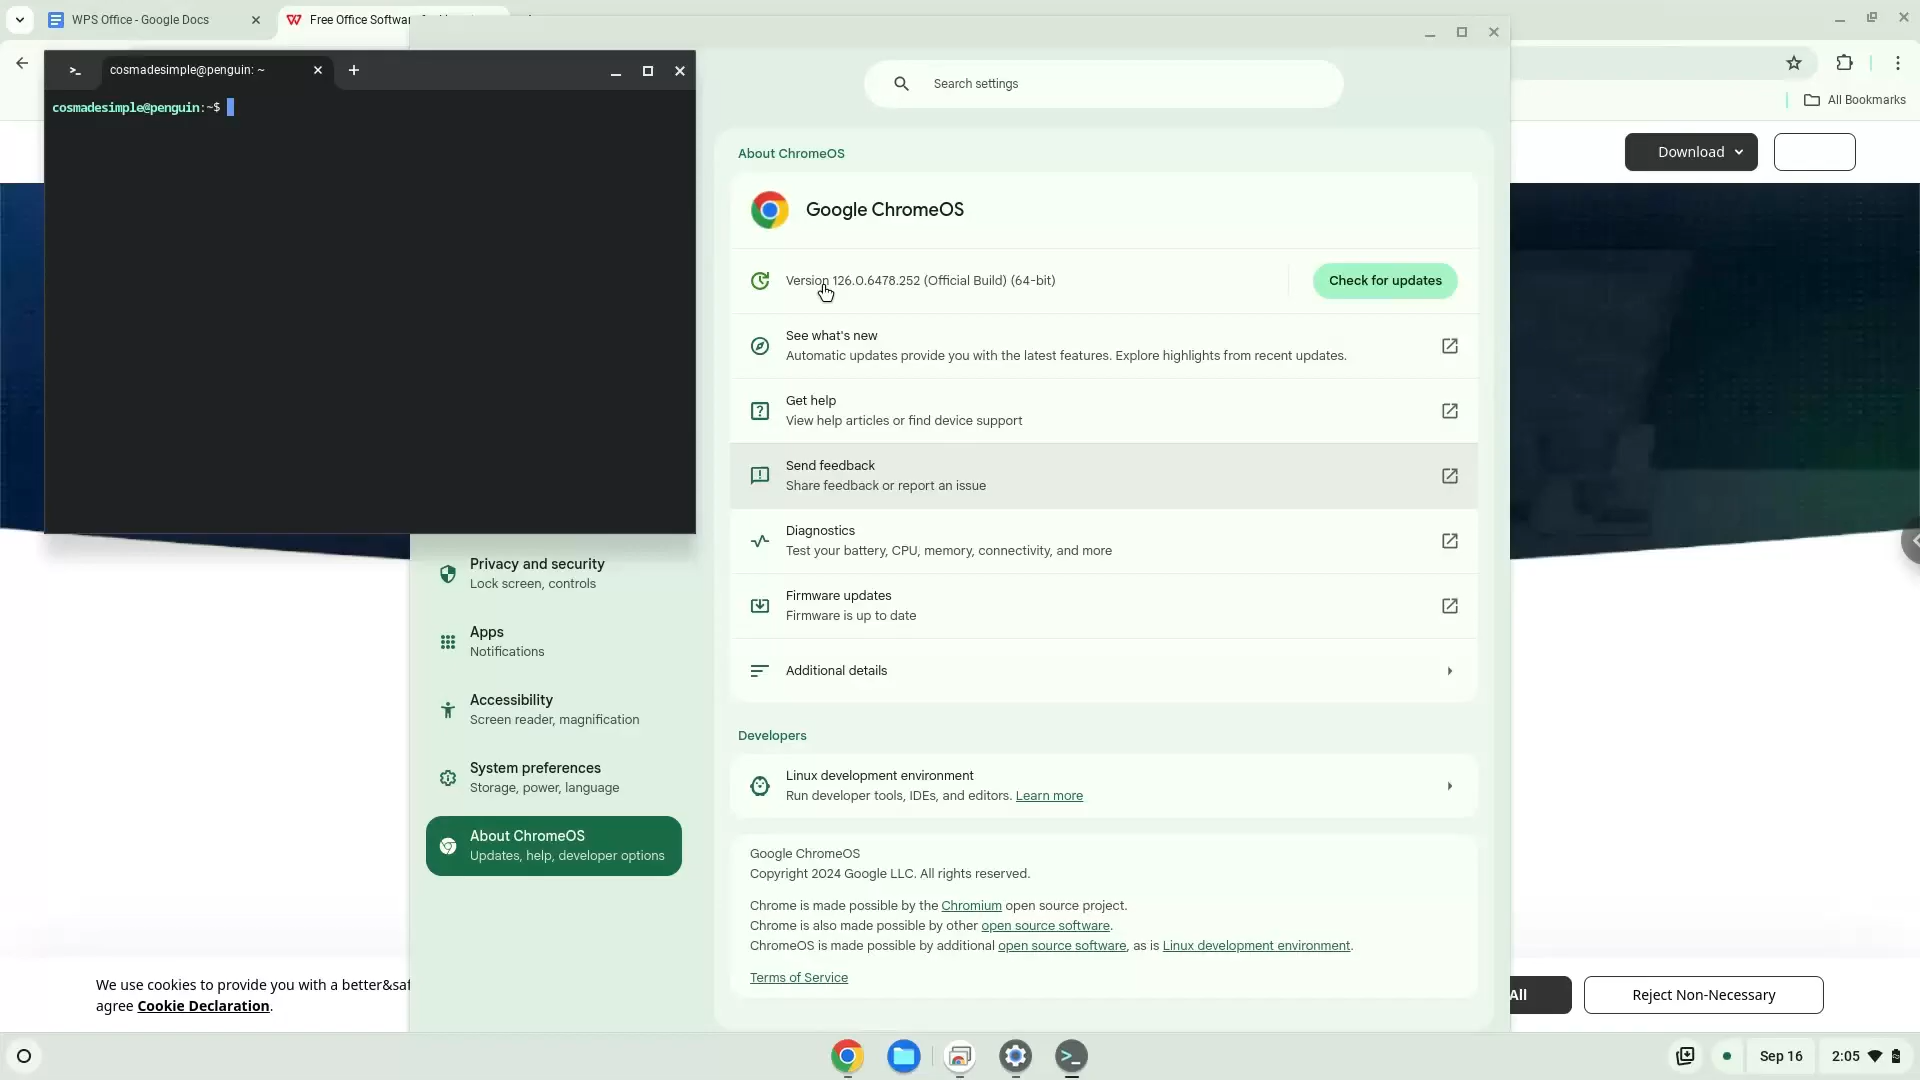 WPS Office - Google Docs
Free Office Softwar
>_ cosmadesimple@penguin: ~
cosmadesimple@penguin:~$
Search settings
All Bookmarks
Download
About ChromeOS
Google ChromeOS
Version 126.0.6478.252 (Official Build) (64-bit)
Check for updates
See what's new
Automatic updates provide you with the latest features. Explore highlights from recent updates.
Get help
View help articles or find device support
Send feedback
Share feedback or report an issue
Diagnostics
Test your battery, CPU, memory, connectivity, and more
Firmware updates
Firmware is up to date
Additional details
Developers
Linux development environment
Run developer tools, IDEs, and editors. Learn more
Google ChromeOS
Copyright 2024 Google LLC. All rights reserved.
Chrome is made possible by the Chromium open source project.
Chrome is also made possible by other open source software.
ChromeOS is made possible by additional open source software, as is Linux development environment.
Terms of Service
Privacy and security
Lock screen, controls
Apps
Notifications
Accessibility
Screen reader, magnification
System preferences
Storage, power, language
About ChromeOS
Updates, help, developer options
We use cookies to provide you with a better&saf
agree Cookie Declaration.
All
Reject Non-Necessary
Sep 16
2:05